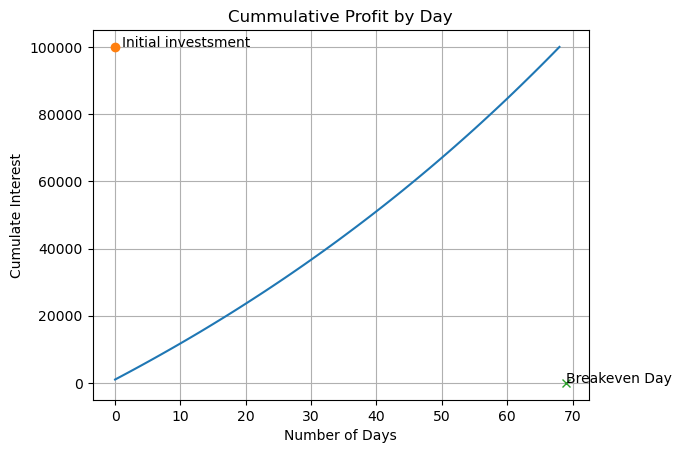 Cummulative Profit by Day
100000
Initial investsment
80000
60000
40000
20000
0
Cumulate Interest
Breakeven Day
0 10 20 30 40 50 60 70
Number of Days